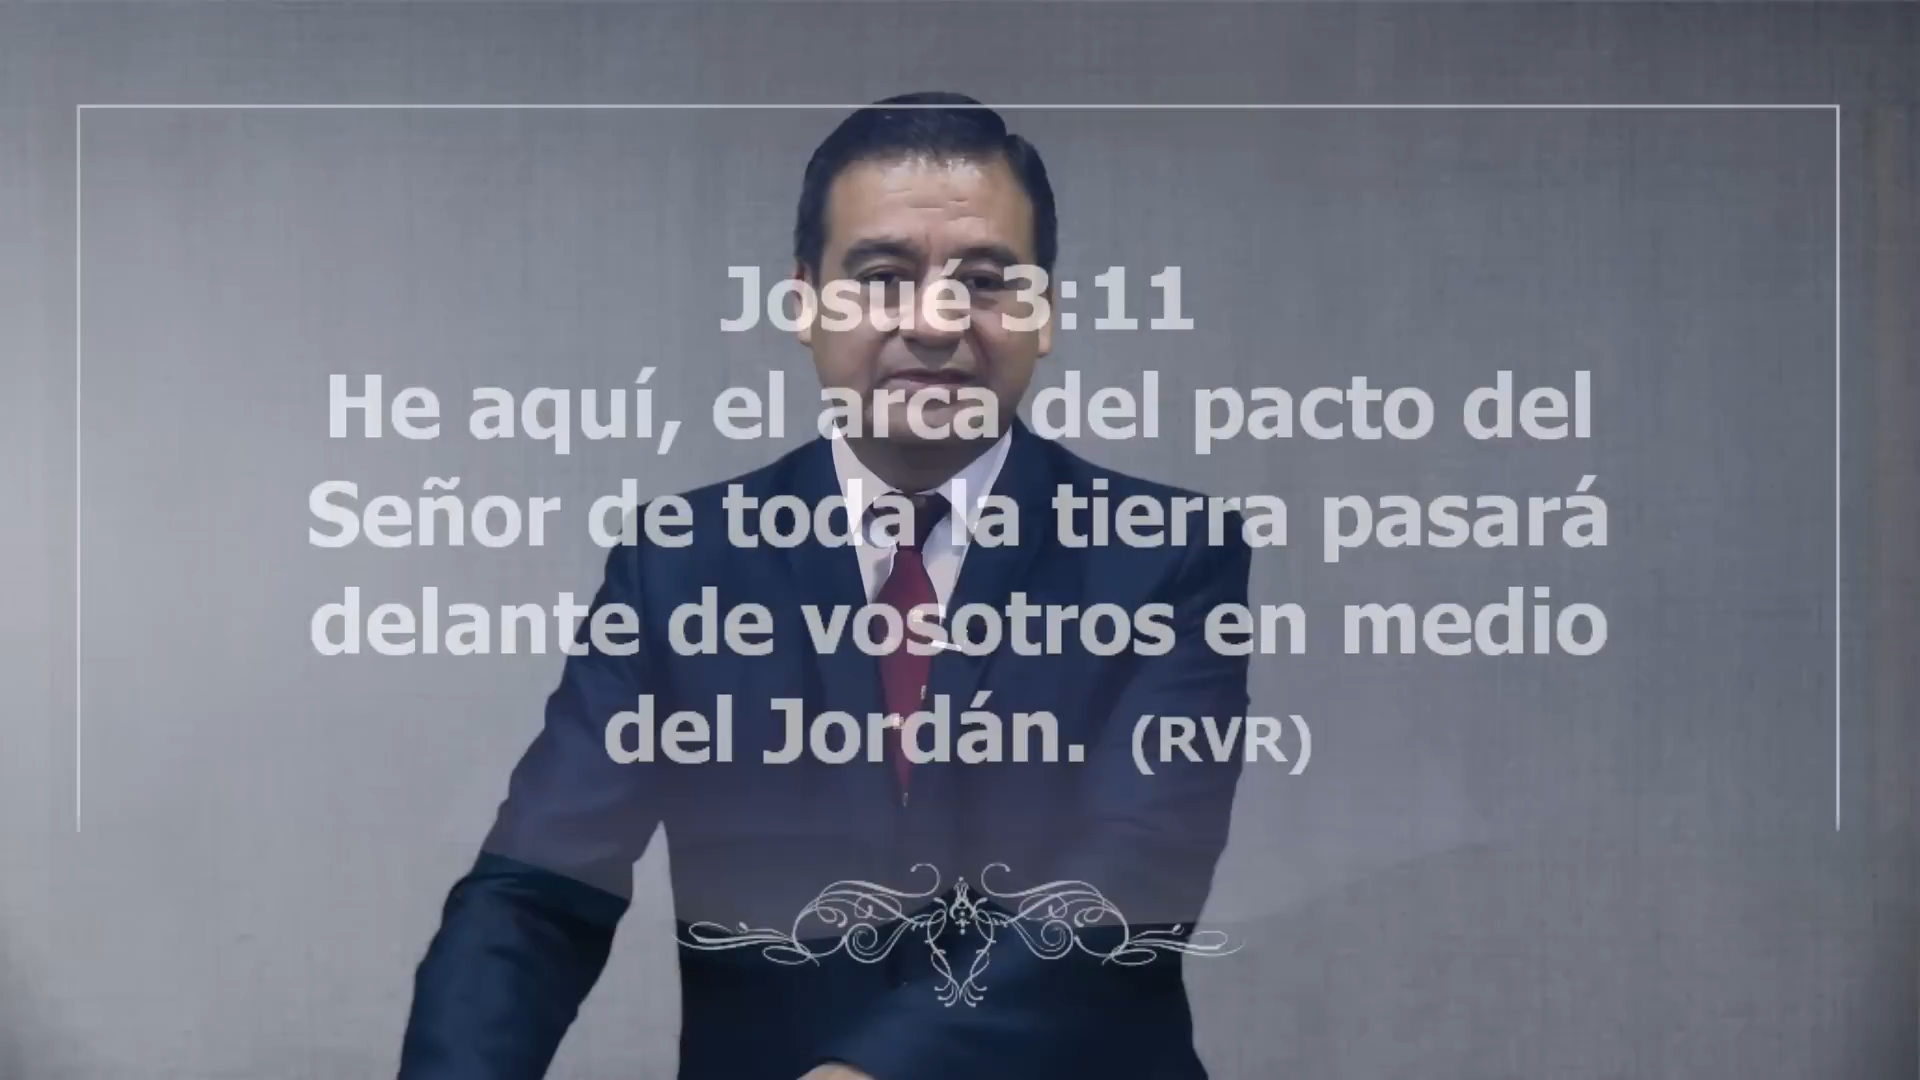 Josué 3:11
He aquí, el arca del pacto del
Señor de toda la tierra pasará
delante de vosotros en medio
del Jordán. (RVR)